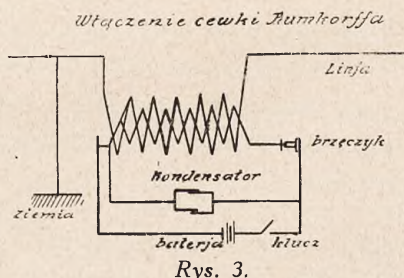 Włączenie cewki Rumkorffa
Linja
brzęczyk
Kondensator
ziemia
baterja klucz
Rys. 3.